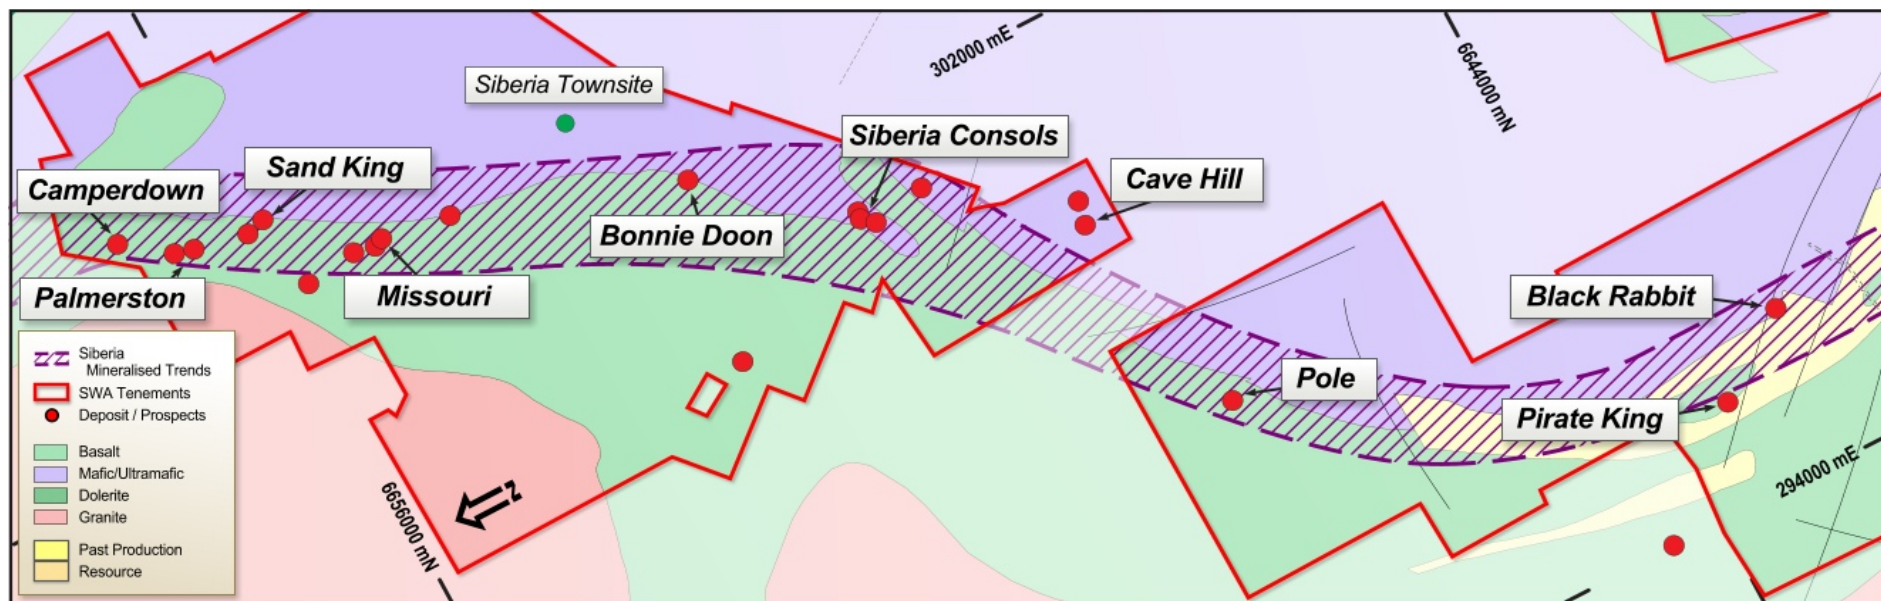 302000 mE
6644000 mN
Siberia Townsite
Siberia Consols
Sand King
Cave Hill
Camperdown
Bonnie Doon
Palmerston
Missouri
Black Rabbit
Pole
Pirate King
Siberia
Mineralised Trends
SWA Tenements
Deposit / Prospects
Basalt
Mafic/Ultramafic
Dolerite
Granite
Past Production
Resource
6656000 mN
N
294000 mE